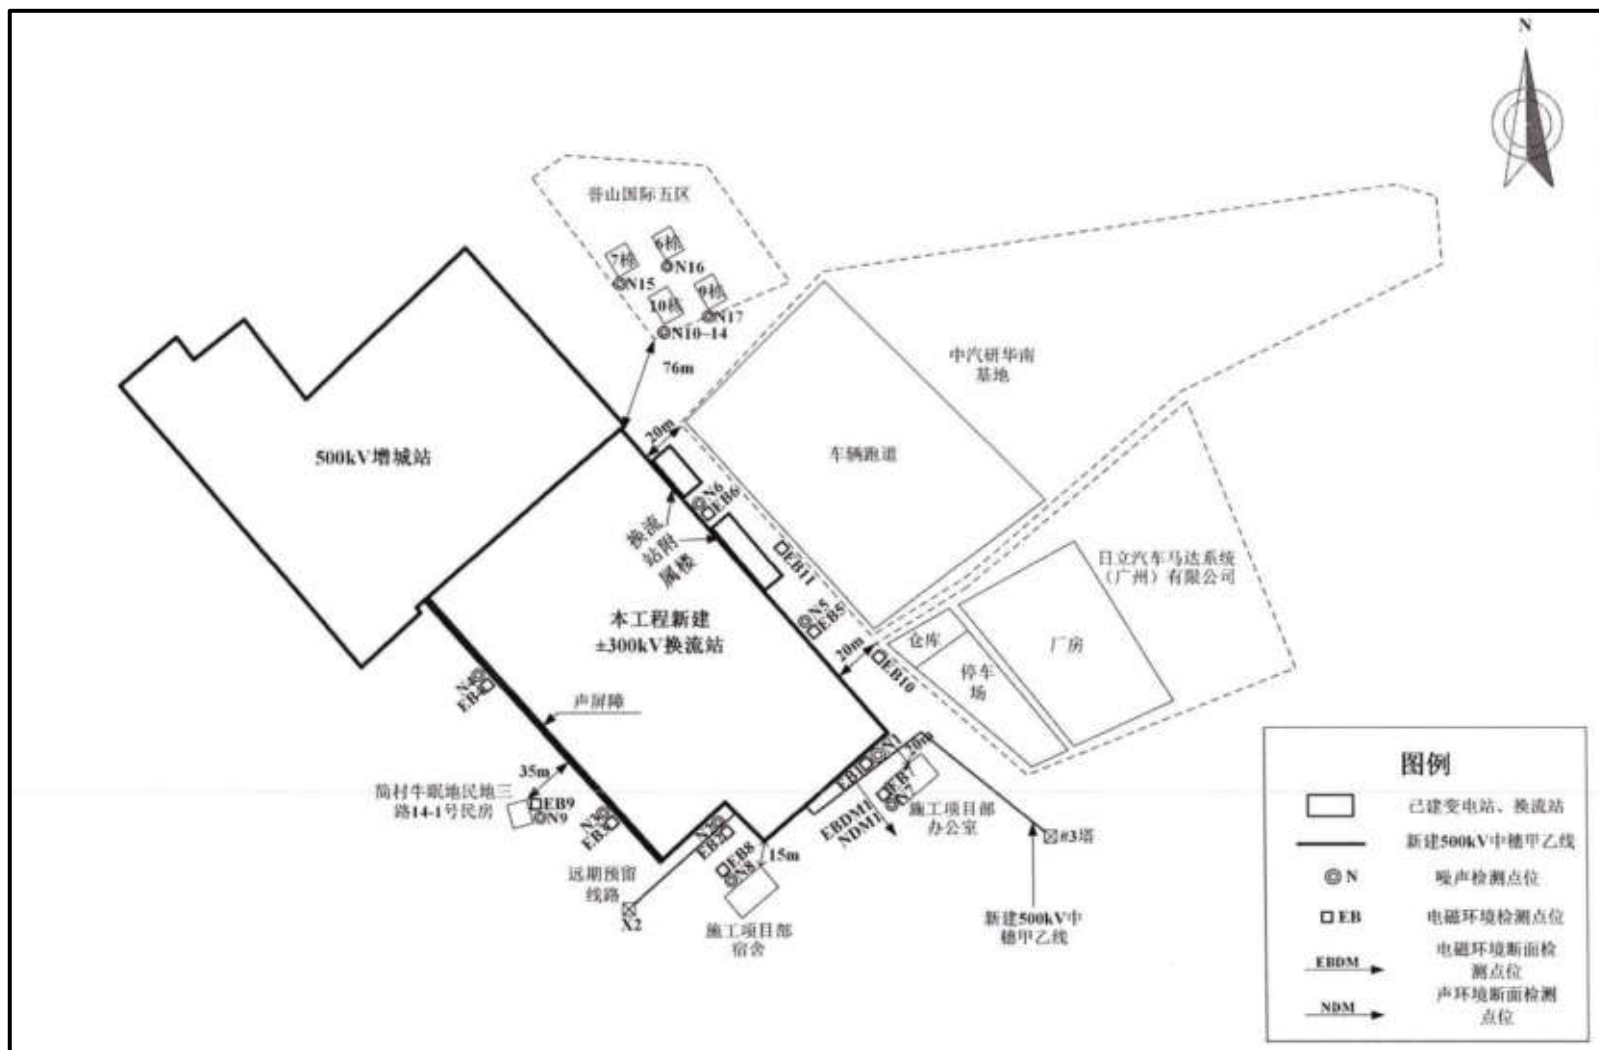 N
誉山国际五区
7栋
6栋
N15
N16
10栋
9栋
N10-14
N17
76m
中汽研华南
基地
20m
500kV增城站
车辆跑道
N6
EB6
换流
站附
属楼
EB11
日立汽车马达系统
(广州)有限公司
本工程新建
±300kV换流站
N5
EB5
仓库
厂房
20m
EB10
停车
场
N4
EB4
声屏障
35m
简村牛眠地民地三
路14-1号民房
EB9
N9
N3
EB3
EB2
EB1
N1
20m
EB7
施工项目部
办公室
EBDM1
NDM1
#3塔
EB8
N8
15m
远期预留
线路
X2
施工项目部
宿舍
新建500kV中
穗甲乙线
图例
已建变电站、换流站
新建500kV中穗甲乙线
N
噪声检测点位
EB
电磁环境检测点位
EBDM
电磁环境断面检
测点位
NDM
声环境断面检测
点位